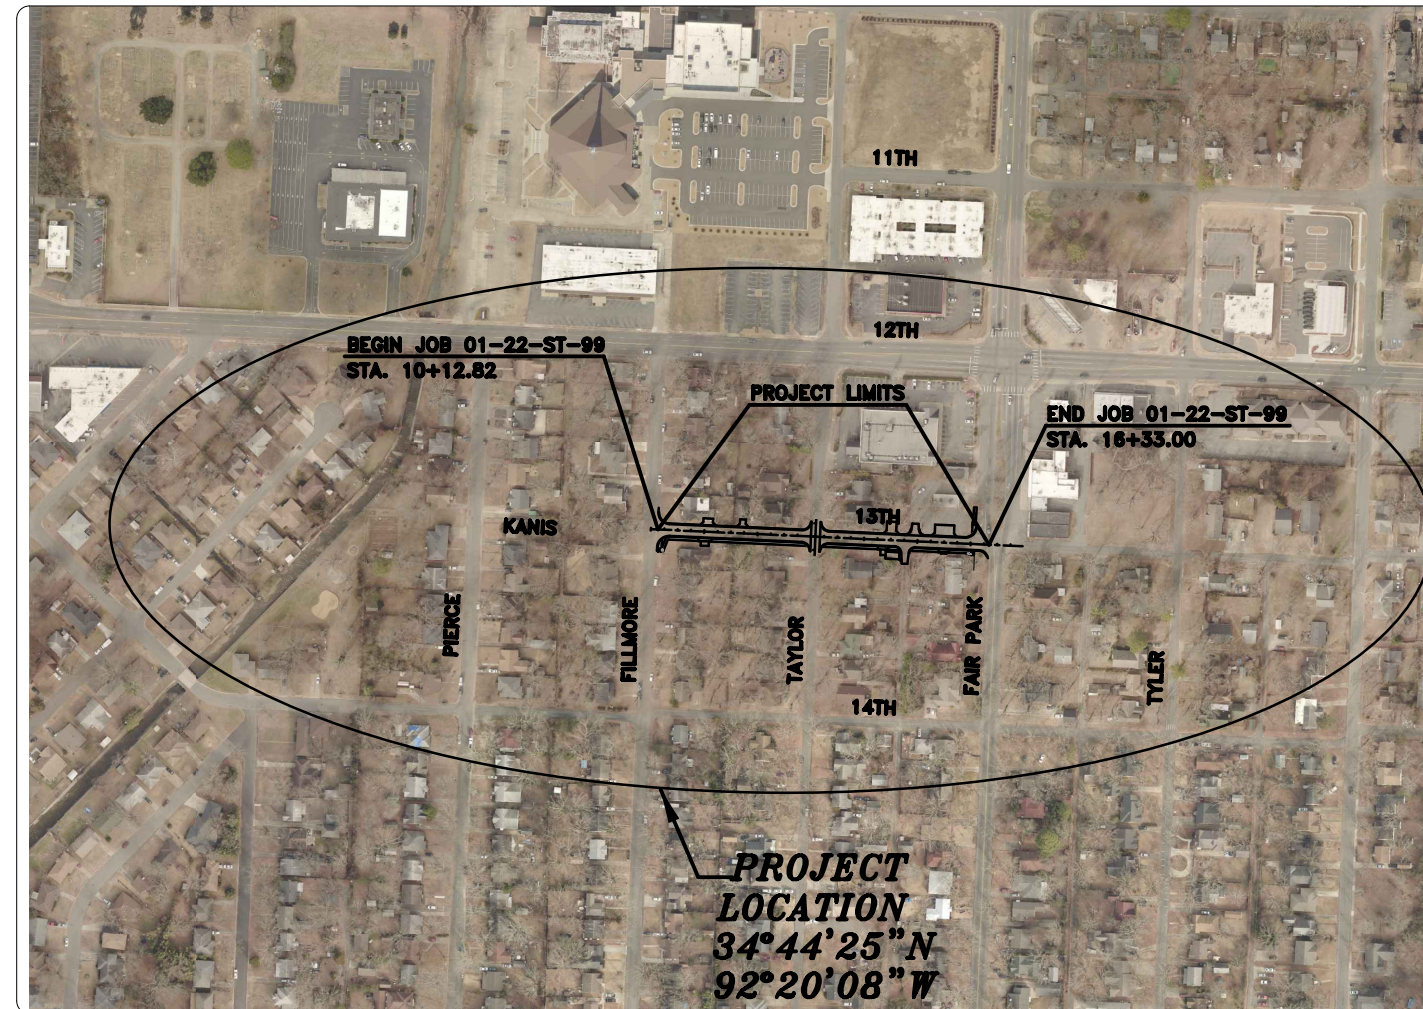 11TH
12TH
BEGIN JOB 01-22-ST-99
STA. 10+12.82
PROJECT LIMITS
END JOB 01-22-ST-99
STA. 16+33.00
13TH
KANIS
PIERCE
FILLMORE
TAYLOR
FAIR PARK
TYLER
14TH
PROJECT
LOCATION
34°44'25"N
92°20'08"W